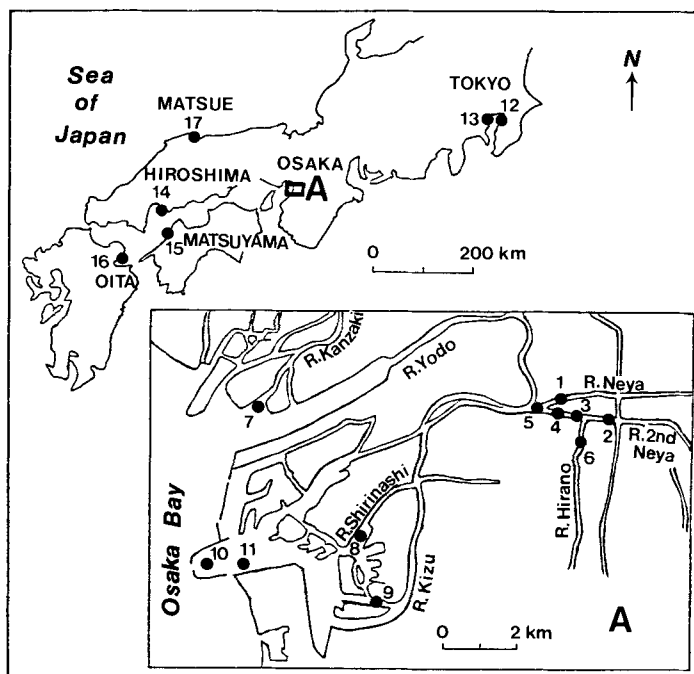 Sea
of
Japan
MATSUE
17
TOKYO
13 12
N
HIROSHIMA
14
OSAKA
A
15
MATSUYAMA
16
OITA
0 200 km
R.Kanzaki
R.Yodo
7
1
R.Neya
5 4 3 2
R.2nd
Neya
6
R.Hirano
R.Shirinashi
8
R.Kizu
9
Osaka Bay
10 11
A
0 2 km